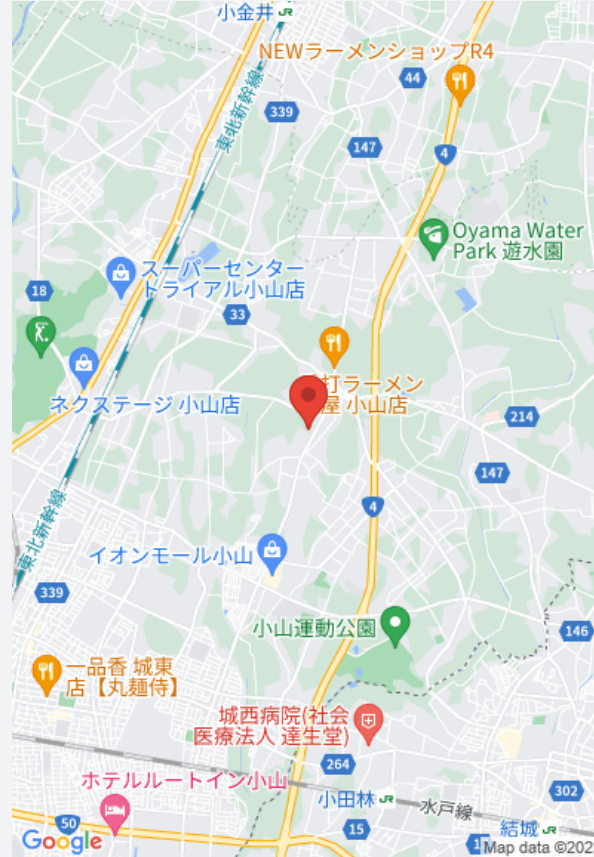 小金井 JR
NEWラーメンショップR4
44
339
147
東北新幹線
4
Oyama Water
Park 遊水園
スーパーセンター
トライアル小山店
18
33
打ラーメン
屋 小山店
ネクステージ 小山店
214
147
4
東北新幹線
イオンモール小山
339
小山運動公園
146
一品香 城東
店【丸麺侍】
城西病院(社会
医療法人 達生堂)
264
ホテルルートイン小山
小田林 JR
水戸線
302
50
15
結城 JR
Google
Map data ©202